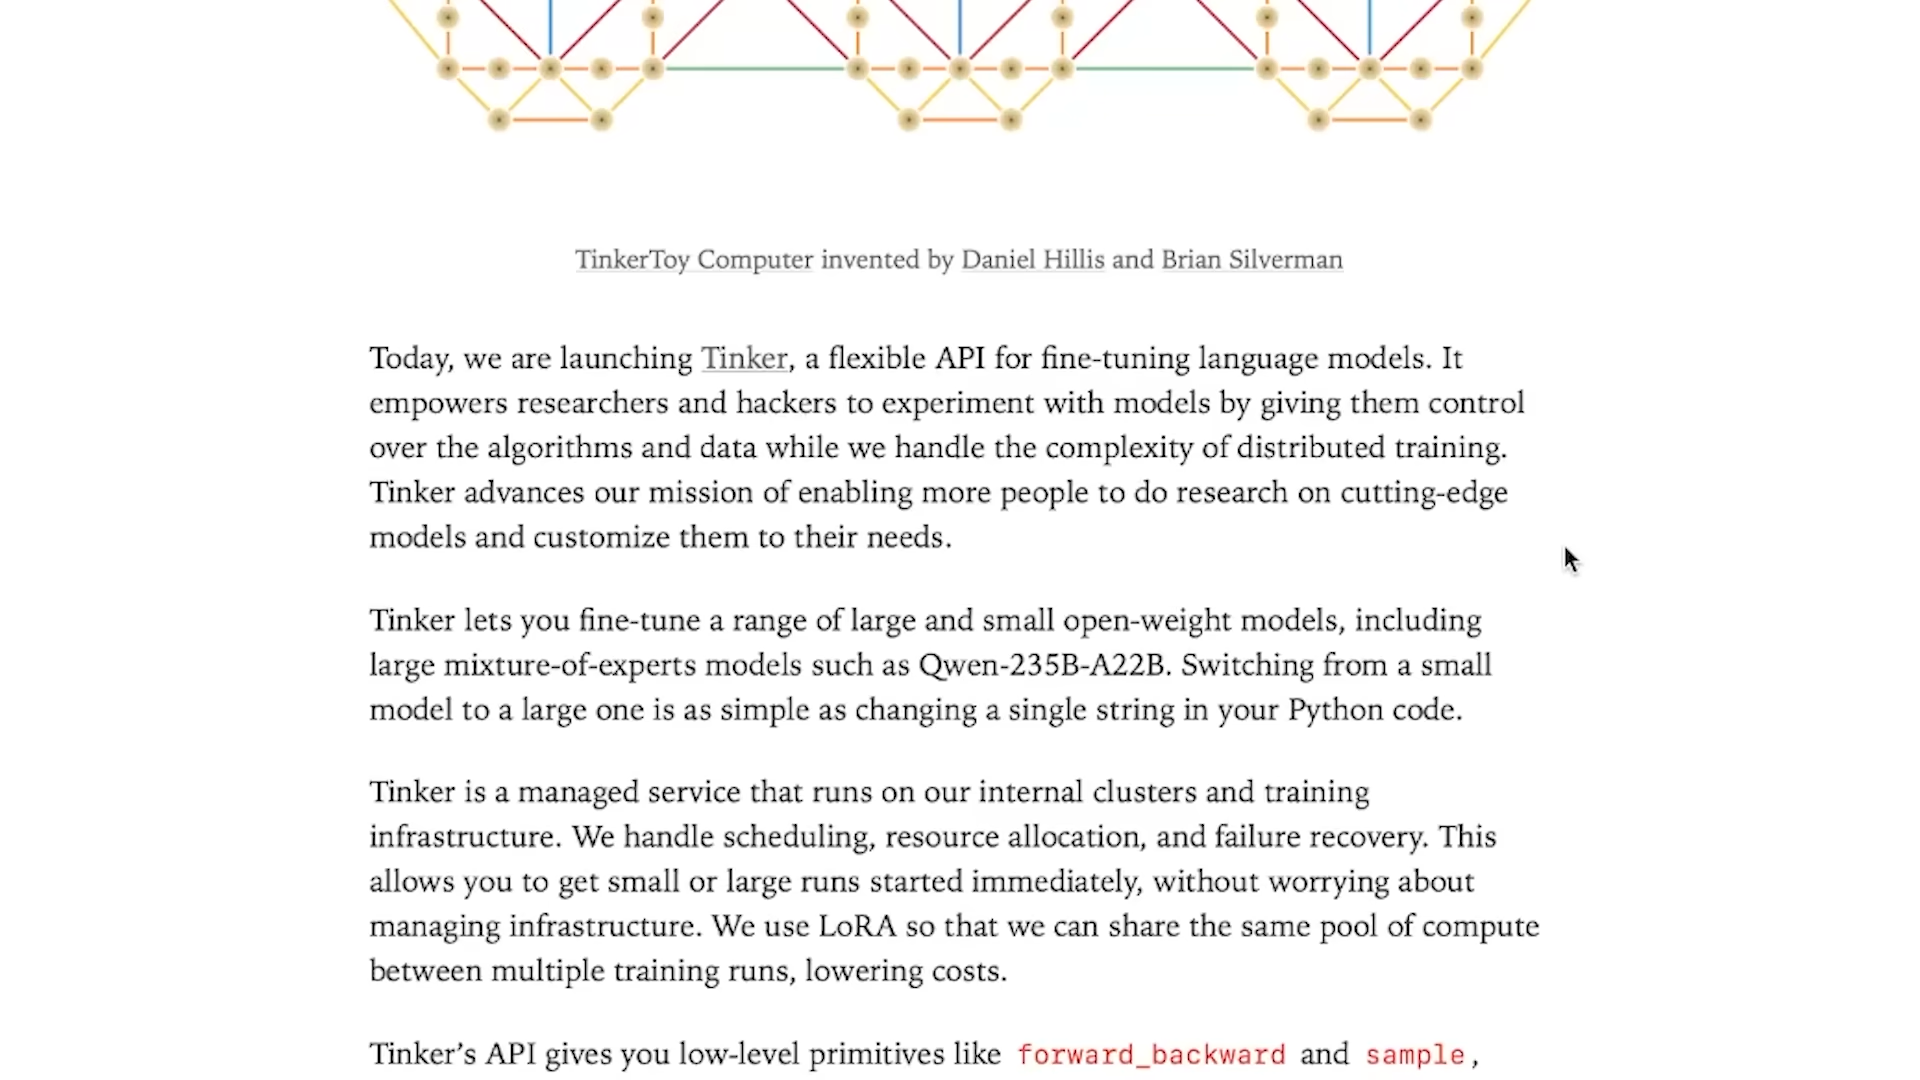 TinkerToy Computer invented by Daniel Hillis and Brian Silverman
Today, we are launching Tinker, a flexible API for fine-tuning language models. It
empowers researchers and hackers to experiment with models by giving them control
over the algorithms and data while we handle the complexity of distributed training.
Tinker advances our mission of enabling more people to do research on cutting-edge
models and customize them to their needs.
Tinker lets you fine-tune a range of large and small open-weight models, including
large mixture-of-experts models such as Qwen-235B-A22B. Switching from a small
model to a large one is as simple as changing a single string in your Python code.
Tinker is a managed service that runs on our internal clusters and training
infrastructure. We handle scheduling, resource allocation, and failure recovery. This
allows you to get small or large runs started immediately, without worrying about
managing infrastructure. We use LoRA so that we can share the same pool of compute
between multiple training runs, lowering costs.
Tinker’s API gives you low-level primitives like forward_backward and sample,